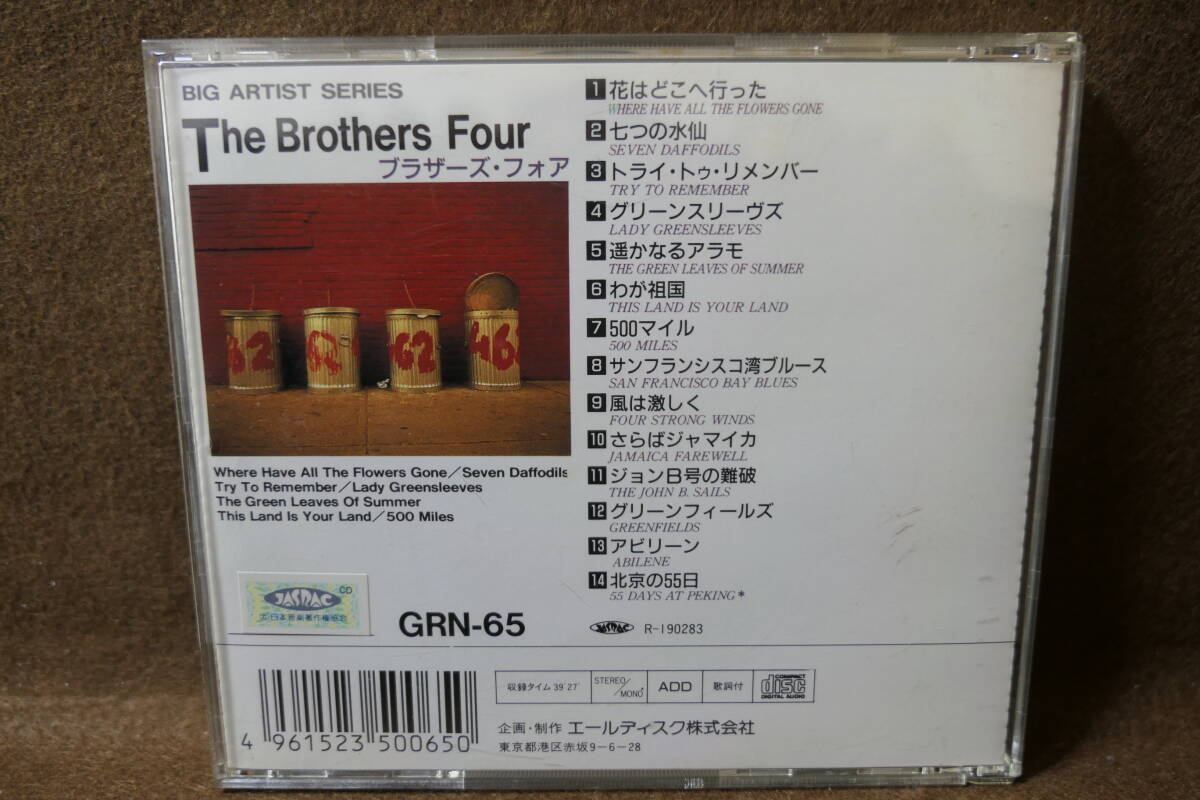 BIG ARTIST SERIES
The Brothers Four
ブラザーズ・フォア
62
62
462
Where Have All The Flowers Gone／Seven Daffodils
Try To Remember／Lady Greensleeves
The Green Leaves Of Summer
This Land Is Your Land／500 Miles
1 花はどこへ行った
WHERE HAVE ALL THE FLOWERS GONE
2 七つの水仙
SEVEN DAFFODILS
3 トライ・トゥ・リメンバー
TRY TO REMEMBER
4 グリーンスリーヴズ
LADY GREENSLEEVES
5 遥かなるアラモ
THE GREEN LEAVES OF SUMMER
6 わが祖国
THIS LAND IS YOUR LAND
7 500マイル
500 MILES
8 サンフランシスコ湾ブルース
SAN FRANCISCO BAY BLUES
9 風は激しく
FOUR STRONG WINDS
10 さらばジャマイカ
JAMAICA FAREWELL
11 ジョンB号の難破
THE JOHN B. SAILS
12 グリーンフィールズ
GREENFIELDS
13 アビリーン
ABILENE
14 北京の55日
55 DAYS AT PEKING*
CD
JASRAC
GRN-65
JASRAC R-190283
4 961523 500650
収録タイム 39'27"
STEREO/MONO*
ADD
歌詞付
COMPACT
disc
DIGITAL AUDIO
企画・制作 エールディスク株式会社
東京都港区赤坂9-6-28